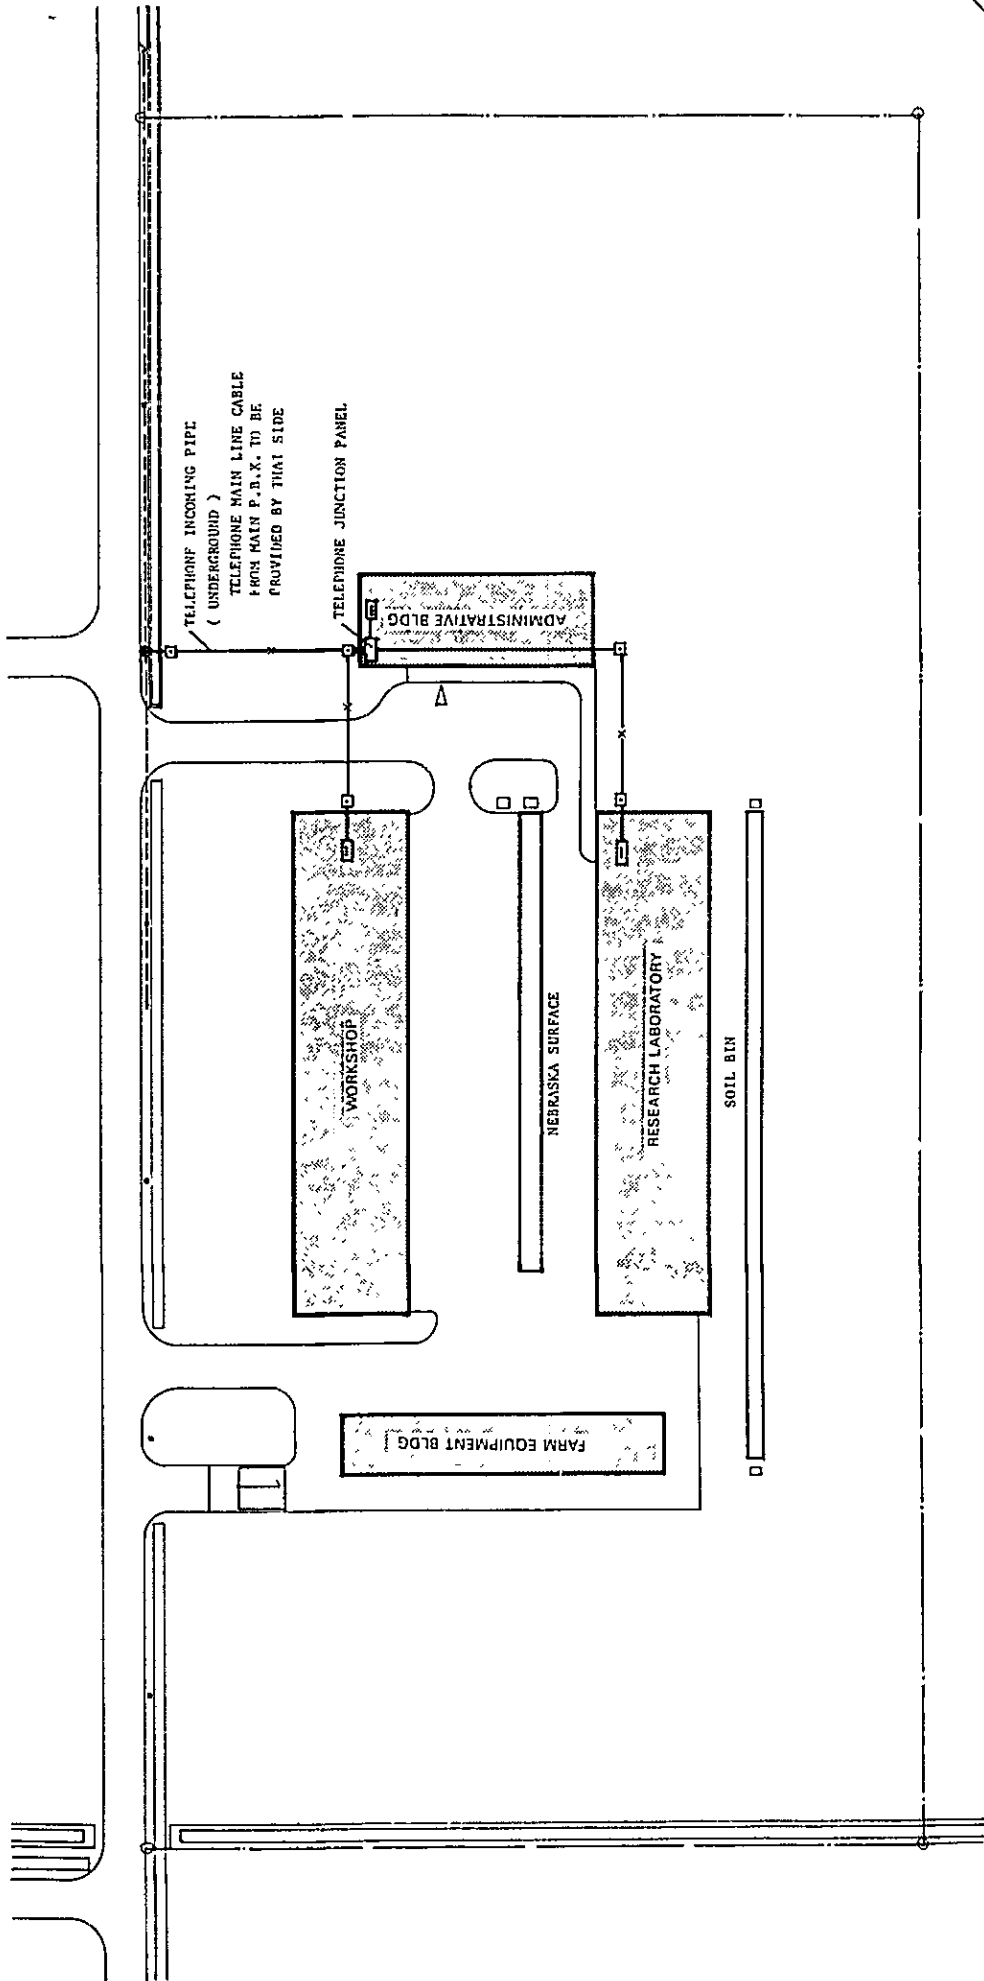 TELEPHONE INCOMING PIPE
( UNDERGROUND )
TELEPHONE MAIN LINE CABLE
FROM MAIN P.B.X. TO BE
PROVIDED BY THAI SIDE
TELEPHONE JUNCTION PANEL
ADMINISTRATIVE BLDG
WORKSHOP
NEBRASKA SURFACE
RESEARCH LABORATORY
SOIL BIN
FARM EQUIPMENT BLDG